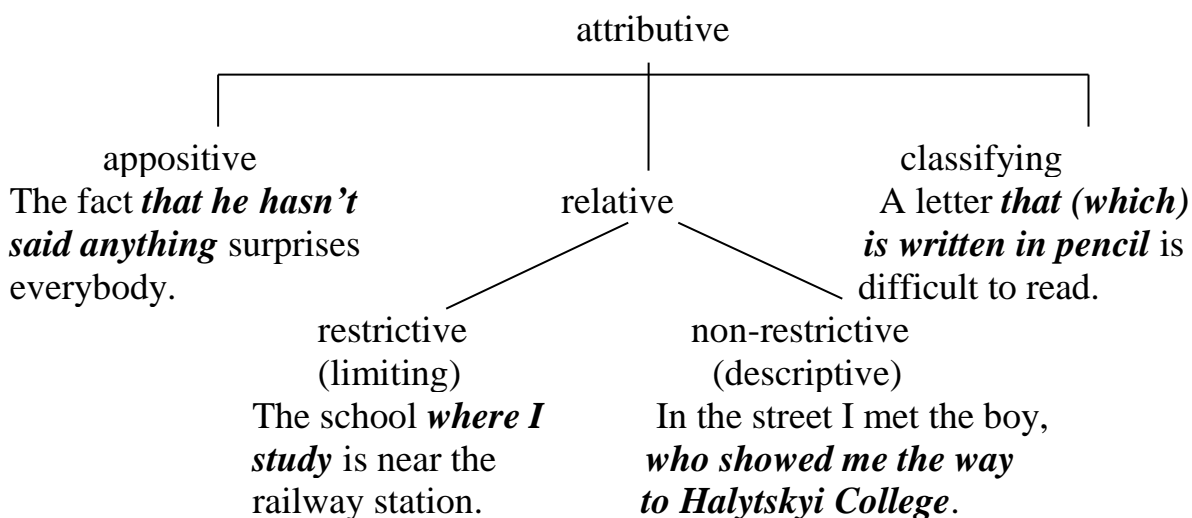 attributive
appositive
The fact that he hasn't
said anything surprises
everybody.
relative
classifying
A letter that (which)
is written in pencil is
difficult to read.
restrictive
(limiting)
The school where I
study is near the
railway station.
non-restrictive
(descriptive)
In the street I met the boy,
who showed me the way
to Halytskyi College.